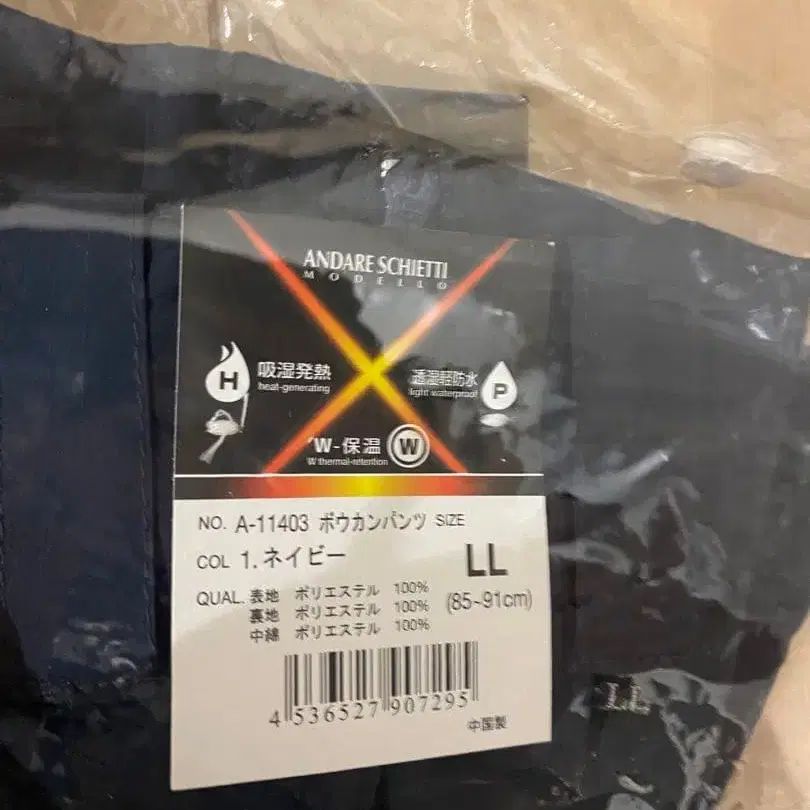 ANDARE SCHIETTI
MODELLO
H 吸湿発熱
heat-generating
透湿軽防水 P
light waterproof
W-保温 W
W thermal-retention
NO. A-11403 ボウカンパンツ SIZE
COL 1.ネイビー LL
QUAL. 表地 ポリエステル 100% (85~91cm)
裏地 ポリエステル 100%
中綿 ポリエステル 100%
4 536527 907295
中国製
LL